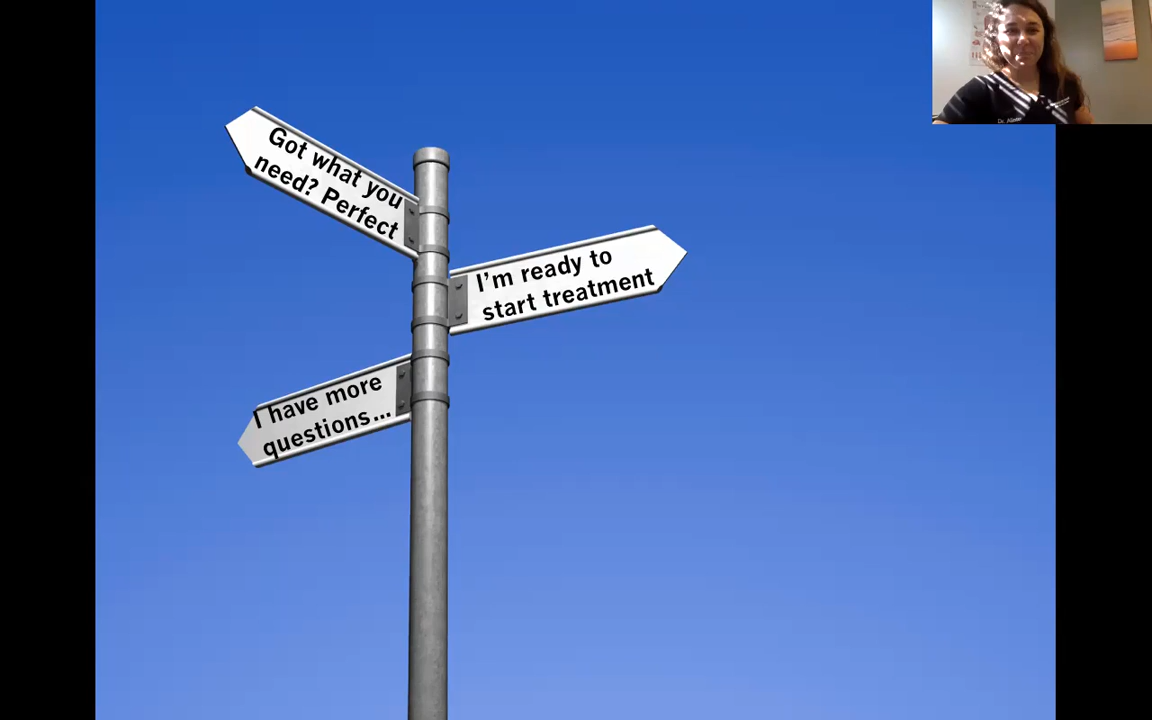 Got what you
need? Perfect
I'm ready to
start treatment
I have more
questions...